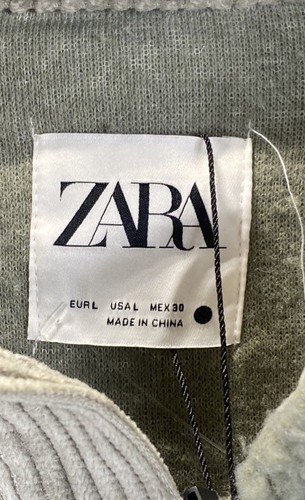 ZARA
EUR L USA L MEX 30
MADE IN CHINA